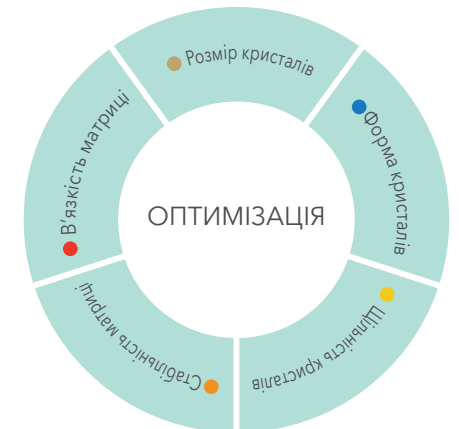 Розмір кристалів
Форма кристалів
Щільність кристалів
Стабільність матриці
В'язкість матриці
ОПТИМІЗАЦІЯ